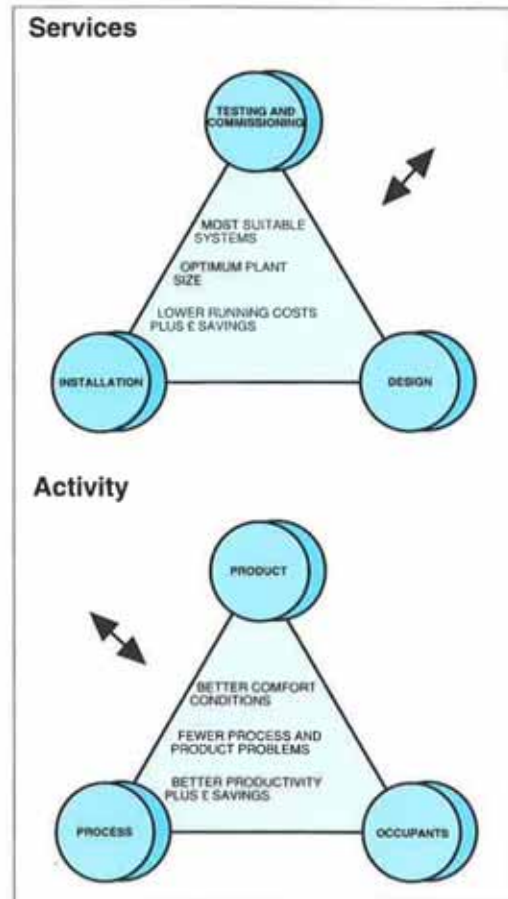 Services
TESTING AND
COMMISSIONING
MOST SUITABLE
SYSTEMS
OPTIMUM PLANT
SIZE
LOWER RUNNING COSTS
PLUS £ SAVINGS
INSTALLATION
DESIGN
Activity
PRODUCT
BETTER COMFORT
CONDITIONS
FEWER PROCESS AND
PRODUCT PROBLEMS
BETTER PRODUCTIVITY
PLUS £ SAVINGS
PROCESS
OCCUPANTS